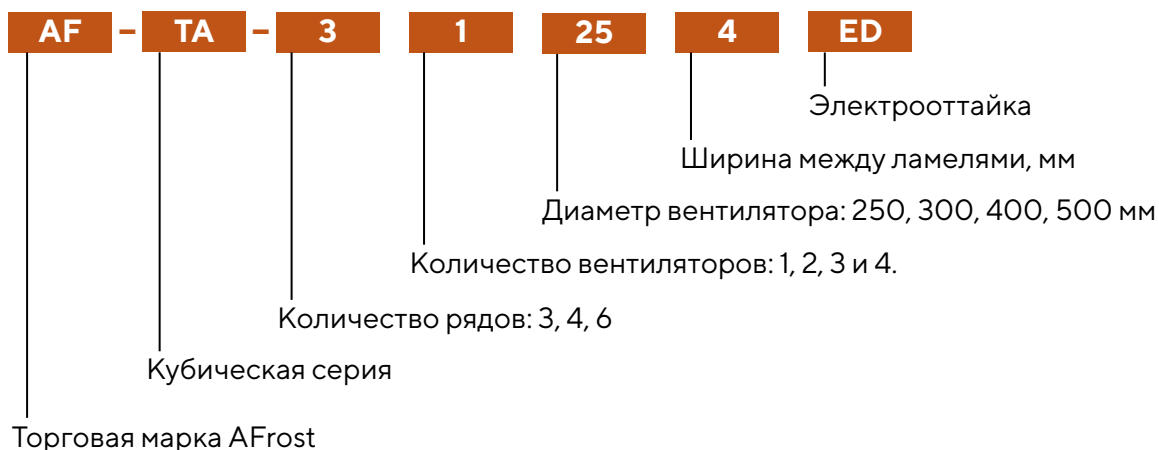 AF – TA – 3 1 25 4 ED
Электрооттайка
Ширина между ламелями, мм
Диаметр вентилятора: 250, 300, 400, 500 мм
Количество вентиляторов: 1, 2, 3 и 4.
Количество рядов: 3, 4, 6
Кубическая серия
Торговая марка AFrost